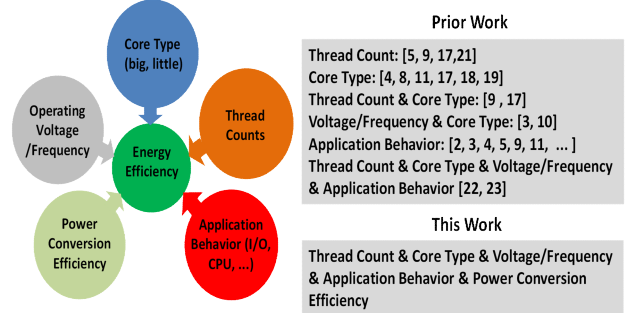 Core Type
(big, little)
Operating
Voltage
/Frequency
Thread
Counts
Energy
Efficiency
Power
Conversion
Efficiency
Application
Behavior (I/O,
CPU, ...)
Prior Work
Thread Count: [5, 9, 17,21]
Core Type: [4, 8, 11, 17, 18, 19]
Thread Count & Core Type: [9 , 17]
Voltage/Frequency & Core Type: [3, 10]
Application Behavior: [2, 3, 4, 5, 9, 11, ... ]
Thread Count & Core Type & Voltage/Frequency
& Application Behavior [22, 23]
This Work
Thread Count & Core Type & Voltage/Frequency
& Application Behavior & Power Conversion
Efficiency